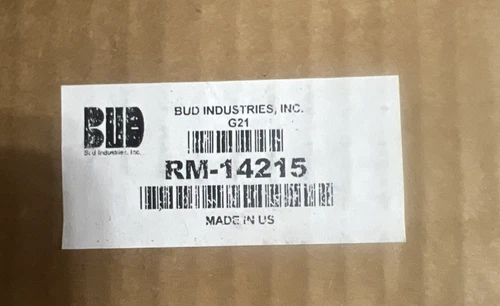 BUD
Bud Industries, Inc.
BUD INDUSTRIES, INC.
G21
RM-14215
MADE IN US